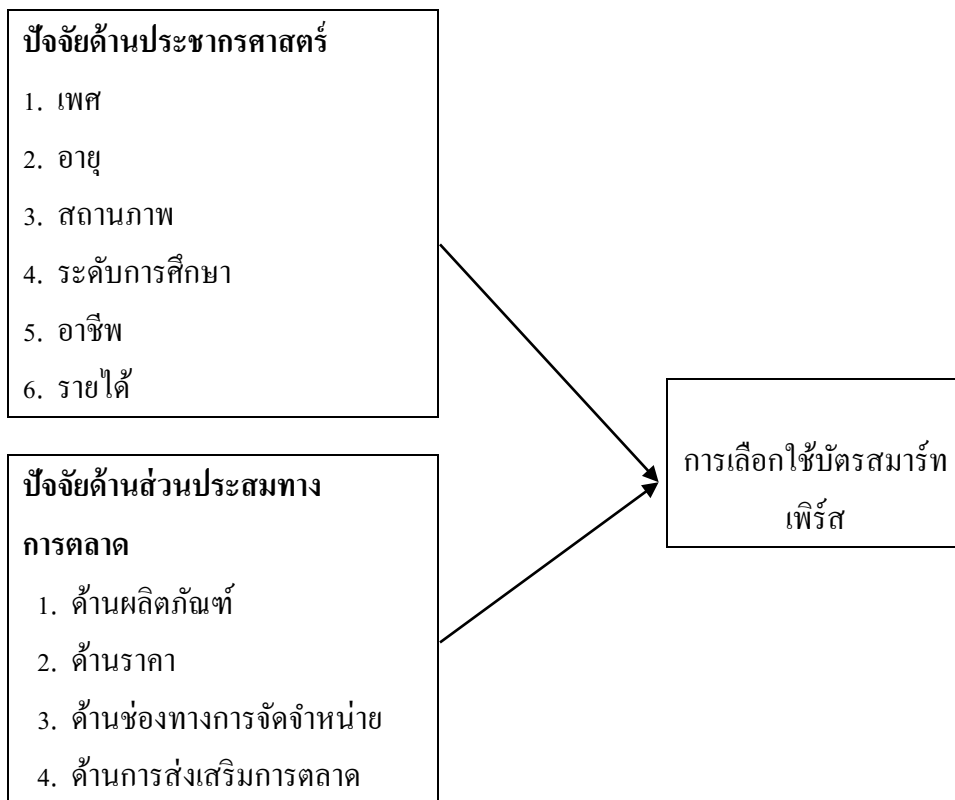 ปัจจัยด้านประชากรศาสตร์
1. เพศ
2. อายุ
3. สถานภาพ
4. ระดับการศึกษา
5. อาชีพ
6. รายได้
ปัจจัยด้านส่วนประสมทาง
การตลาด
1. ด้านผลิตภัณฑ์
2. ด้านราคา
3. ด้านช่องทางการจัดจำหน่าย
4. ด้านการส่งเสริมการตลาด
การเลือกใช้บัตรสมาร์ท
เพิร์ส